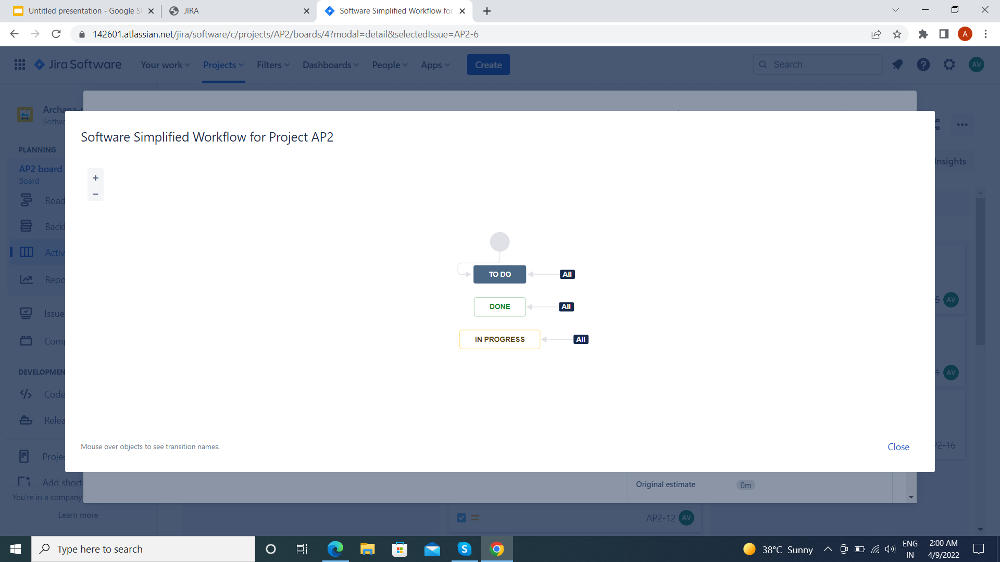 Untitled presentation - Google Sl
JIRA
Software Simplified Workflow for
142601.atlassian.net/jira/software/c/projects/AP2/boards/4?modal=detail&selectedIssue=AP2-6
A
Jira Software
Your work
Projects
Filters
Dashboards
People
Apps
Create
Search
AV
Archana-
Softwa
Insights
PLANNING
AP2 board
Board
Road
Backl
Activ
Repo
Issue
Comp
DEVELOPMEN
Code
Relea
Projec
Add short
You're in a company-
Learn more
Software Simplified Workflow for Project AP2
+
−
TO DO
All
DONE
All
IN PROGRESS
All
Mouse over objects to see transition names.
Close
5
AV
1
AV
P2-16
Original estimate
0m
AP2-12
AV
Type here to search
38°C Sunny
ENG
IN
2:00 AM
4/9/2022